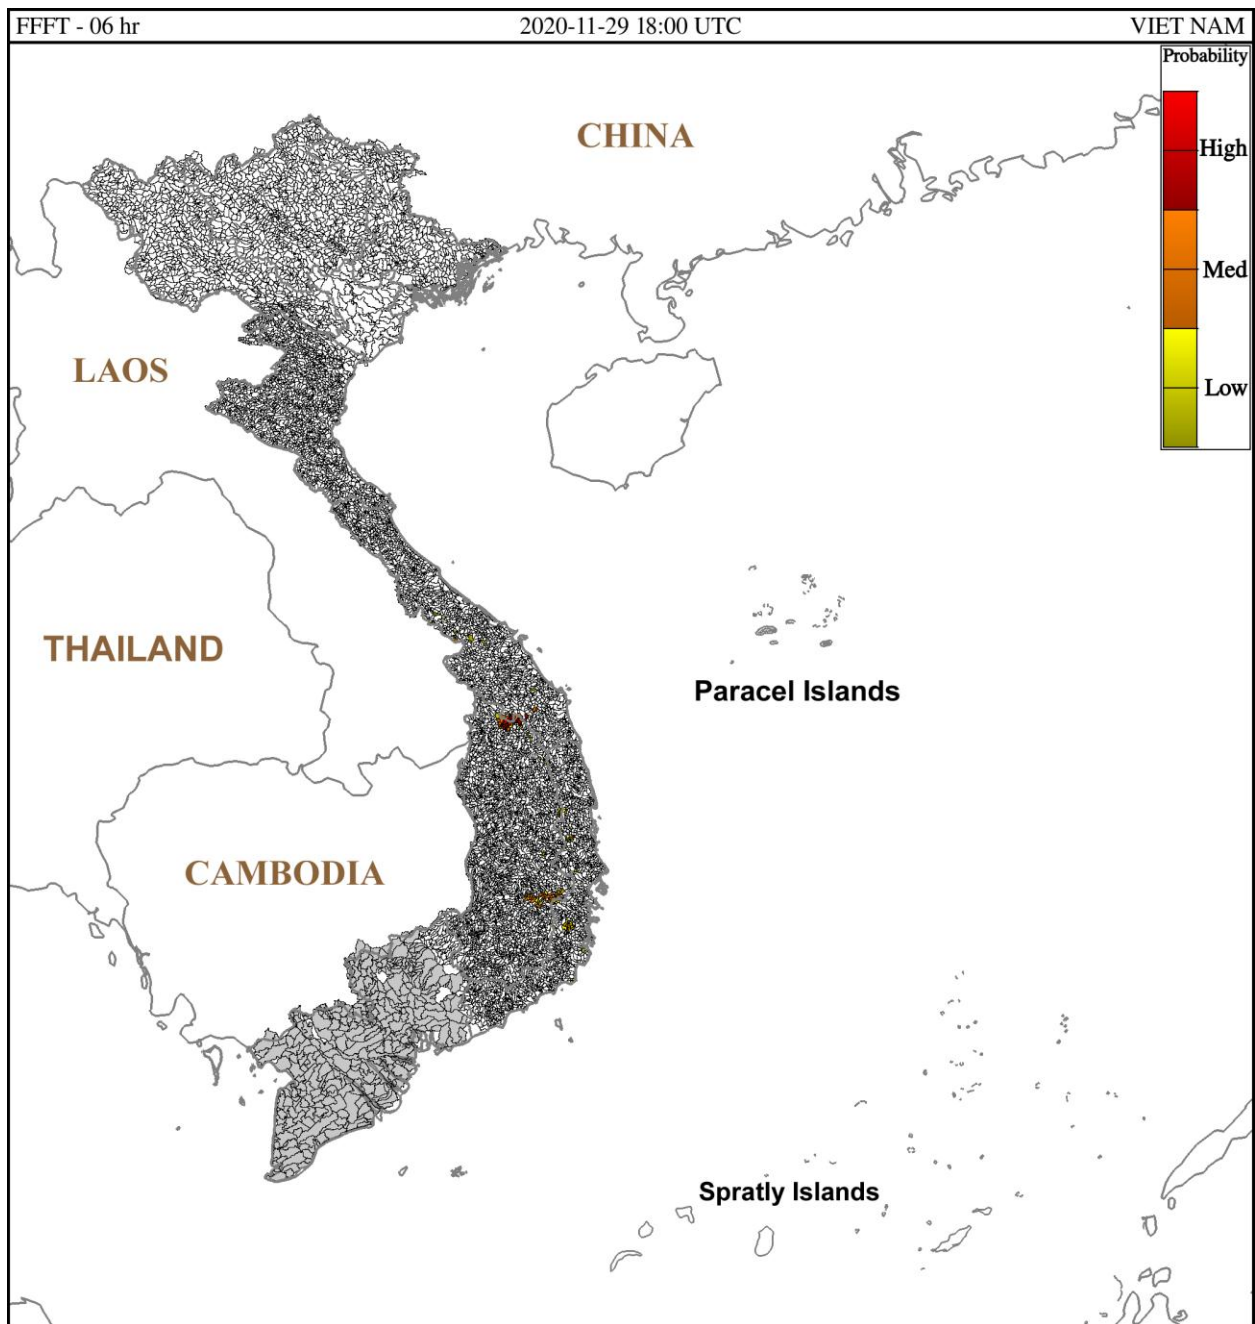 FFFT - 06 hr 2020-11-29 18:00 UTC VIET NAM
Probability
CHINA
High
Med
LAOS
Low
THAILAND
Paracel Islands
CAMBODIA
Spratly Islands